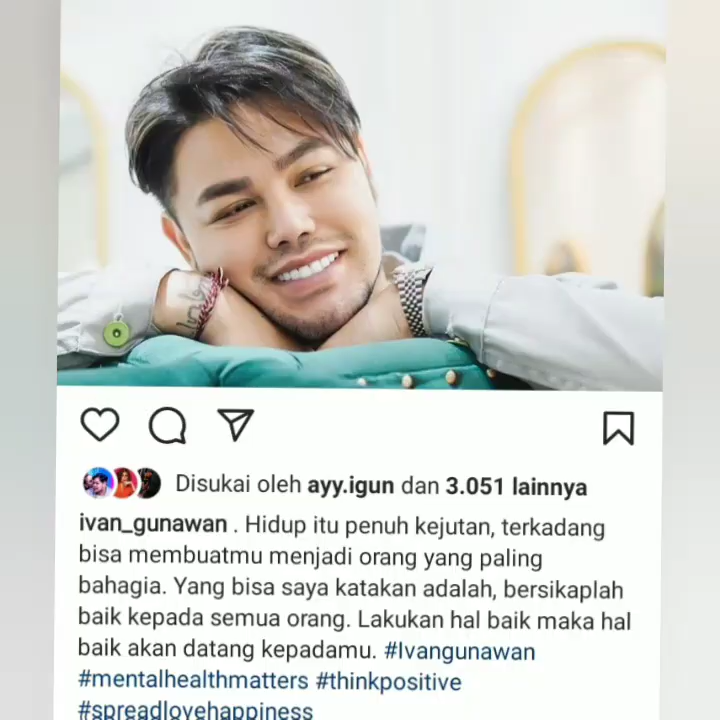 Disukai oleh ayy.igun dan 3.051 lainnya
ivan_gunawan . Hidup itu penuh kejutan, terkadang
bisa membuatmu menjadi orang yang paling
bahagia. Yang bisa saya katakan adalah, bersikaplah
baik kepada semua orang. Lakukan hal baik maka hal
baik akan datang kepadamu. #Ivangunawan
#mentalhealthmatters #thinkpositive
#spreadlovehappiness